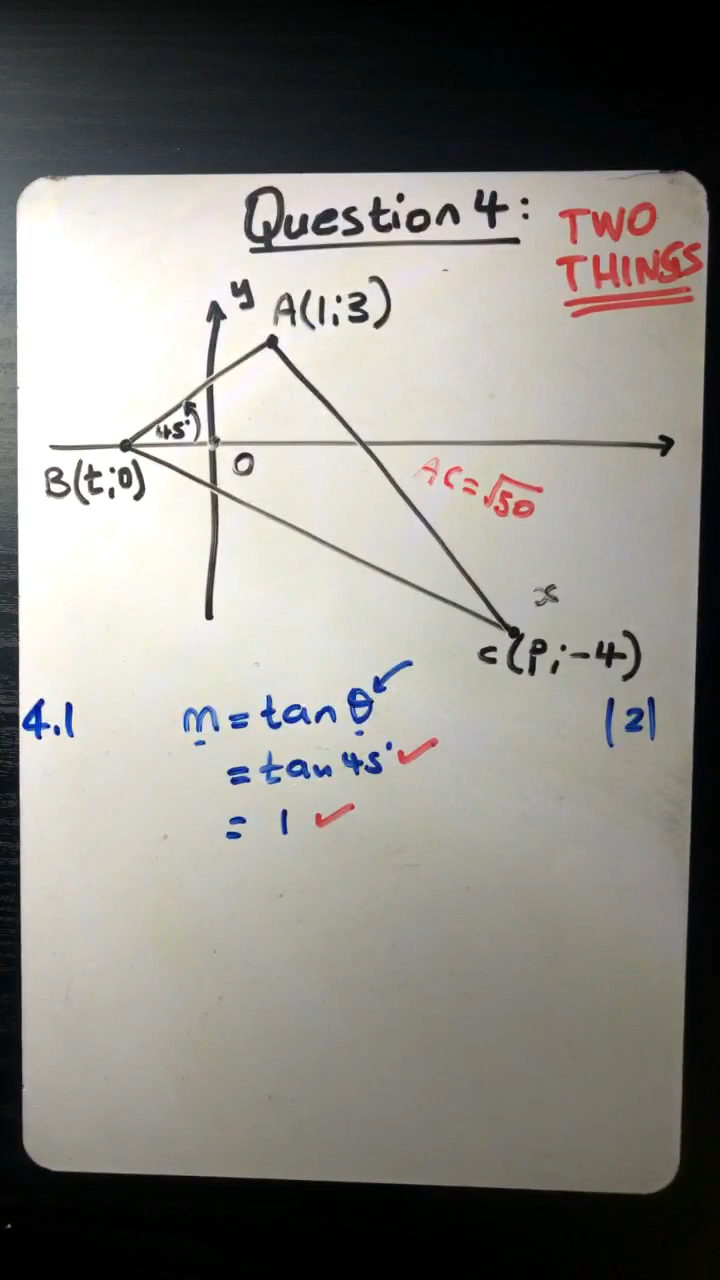 Question 4:
TWO
THINGS
y
A(1;3)
45°
O
B(t;0)
AC=√50
x
C(P;-4)
4.1
m = tan θ
|2|
= tan 45°
= 1